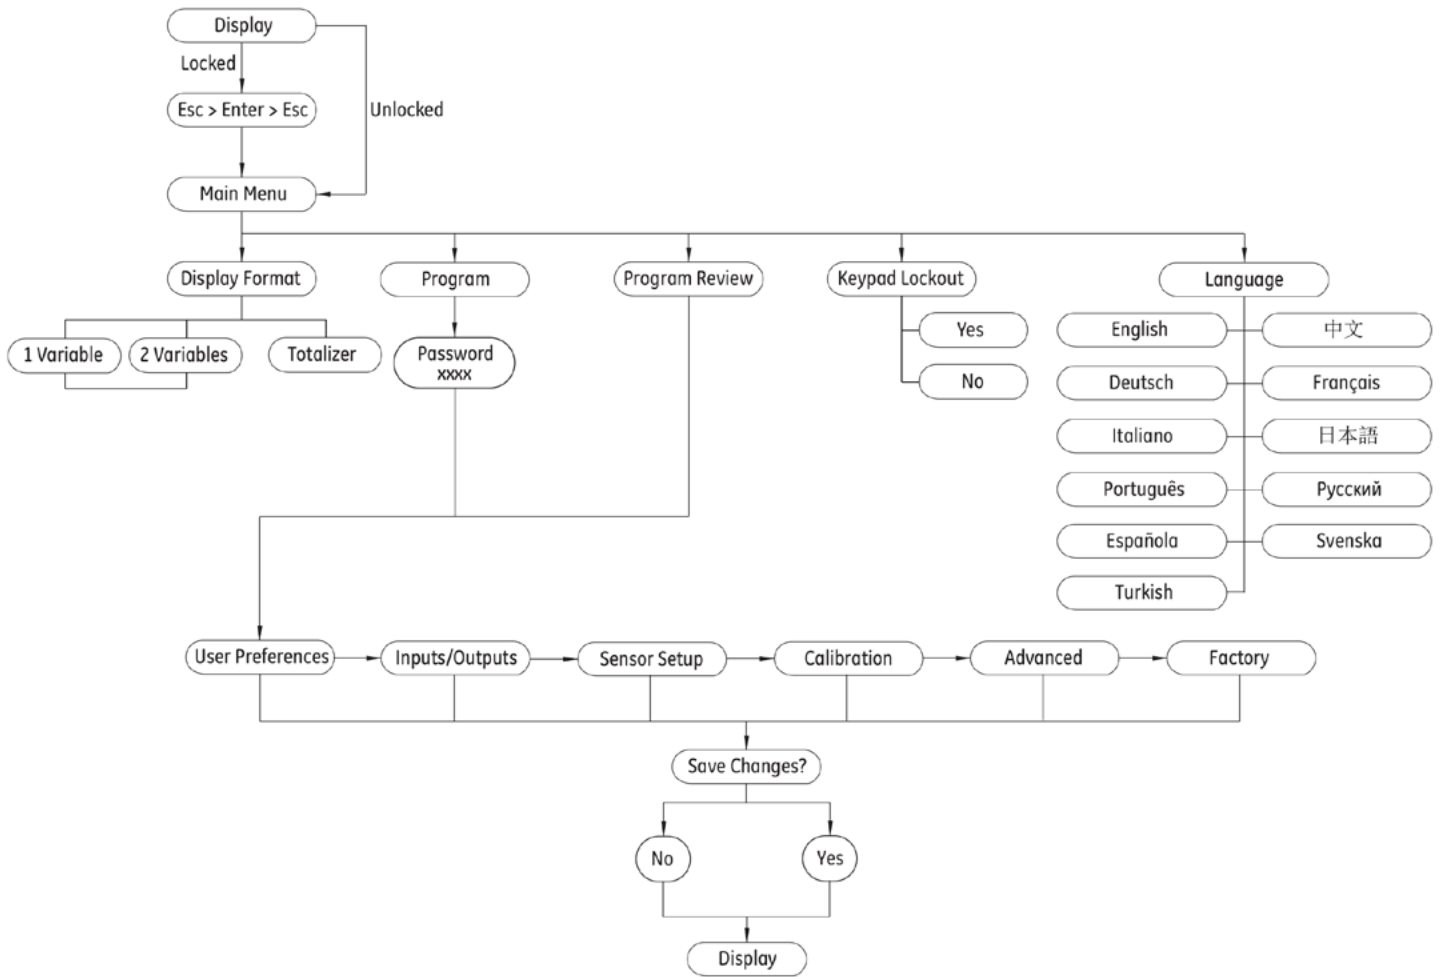 Display
Locked
Esc > Enter > Esc
Unlocked
Main Menu
Display Format
Program
Program Review
Keypad Lockout
Language
1 Variable
2 Variables
Totalizer
Password
xxxx
Yes
No
English
中文
Deutsch
Français
Italiano
日本語
Português
Русский
Española
Svenska
Turkish
User Preferences
Inputs/Outputs
Sensor Setup
Calibration
Advanced
Factory
Save Changes?
No
Yes
Display